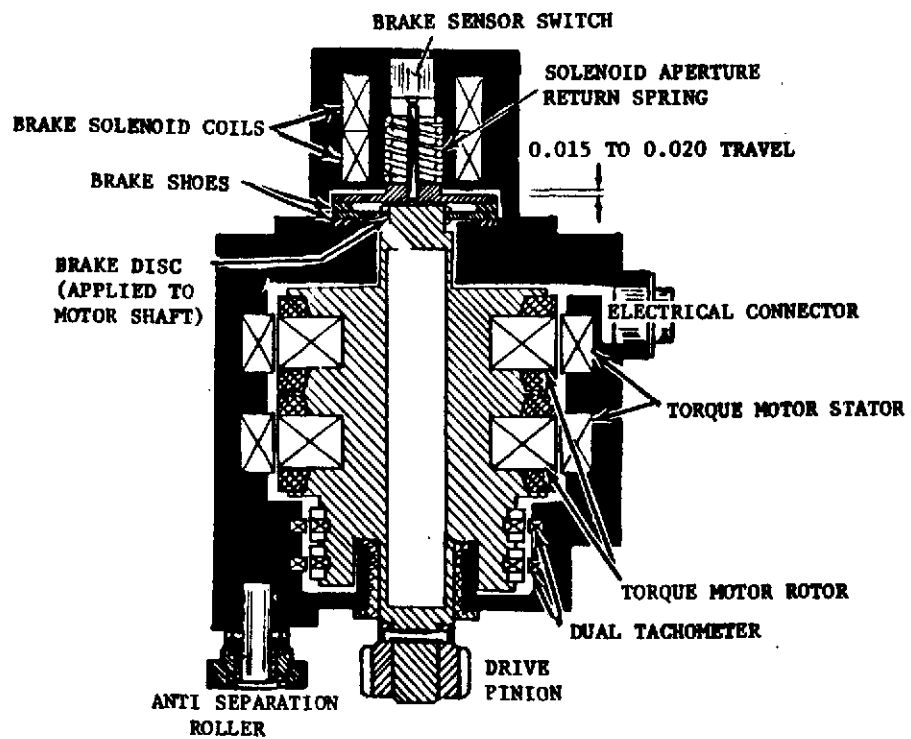 BRAKE SENSOR SWITCH
SOLENOID APERTURE
RETURN SPRING
BRAKE SOLENOID COILS
0.015 TO 0.020 TRAVEL
BRAKE SHOES
BRAKE DISC
(APPLIED TO
MOTOR SHAFT)
ELECTRICAL CONNECTOR
TORQUE MOTOR STATOR
TORQUE MOTOR ROTOR
DUAL TACHOMETER
DRIVE
PINION
ANTI SEPARATION
ROLLER